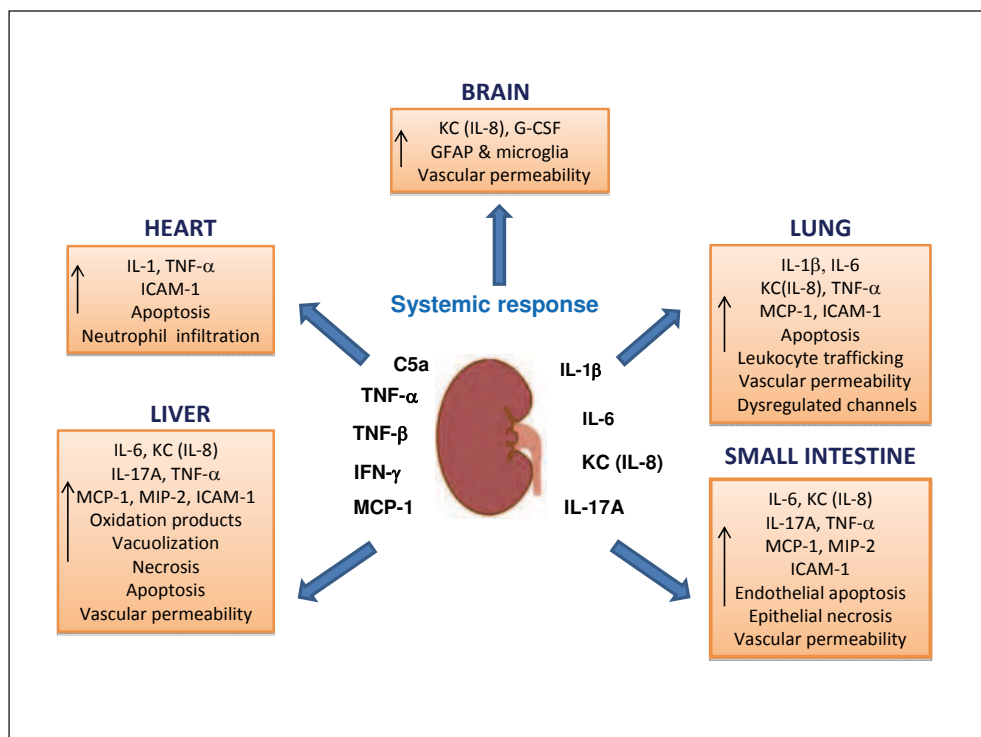 BRAIN
KC (IL-8), G-CSF
GFAP & microglia
Vascular permeability
HEART
IL-1, TNF-α
ICAM-1
Apoptosis
Neutrophil infiltration
LUNG
IL-1β, IL-6
KC(IL-8), TNF-α
MCP-1, ICAM-1
Apoptosis
Leukocyte trafficking
Vascular permeability
Dysregulated channels
Systemic response
C5a
TNF-α
TNF-β
IFN-γ
MCP-1
IL-1β
IL-6
KC (IL-8)
IL-17A
LIVER
IL-6, KC (IL-8)
IL-17A, TNF-α
MCP-1, MIP-2, ICAM-1
Oxidation products
Vacuolization
Necrosis
Apoptosis
Vascular permeability
SMALL INTESTINE
IL-6, KC (IL-8)
IL-17A, TNF-α
MCP-1, MIP-2
ICAM-1
Endothelial apoptosis
Epithelial necrosis
Vascular permeability